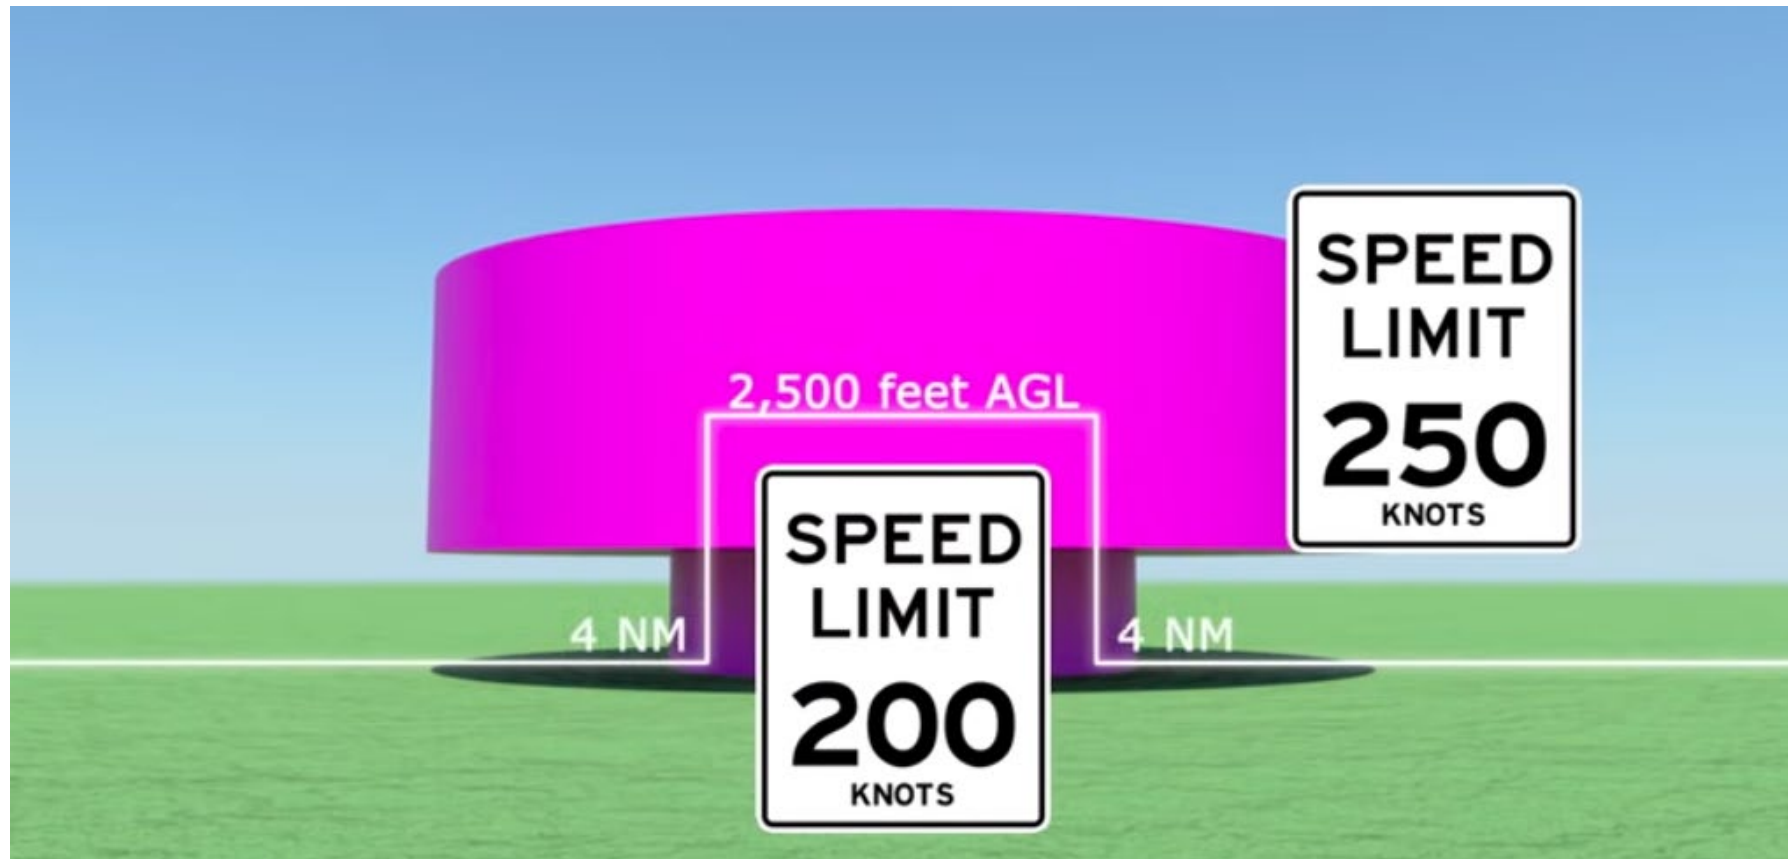 SPEED
LIMIT
250
KNOTS
2,500 feet AGL
SPEED
LIMIT
200
KNOTS
4 NM
4 NM